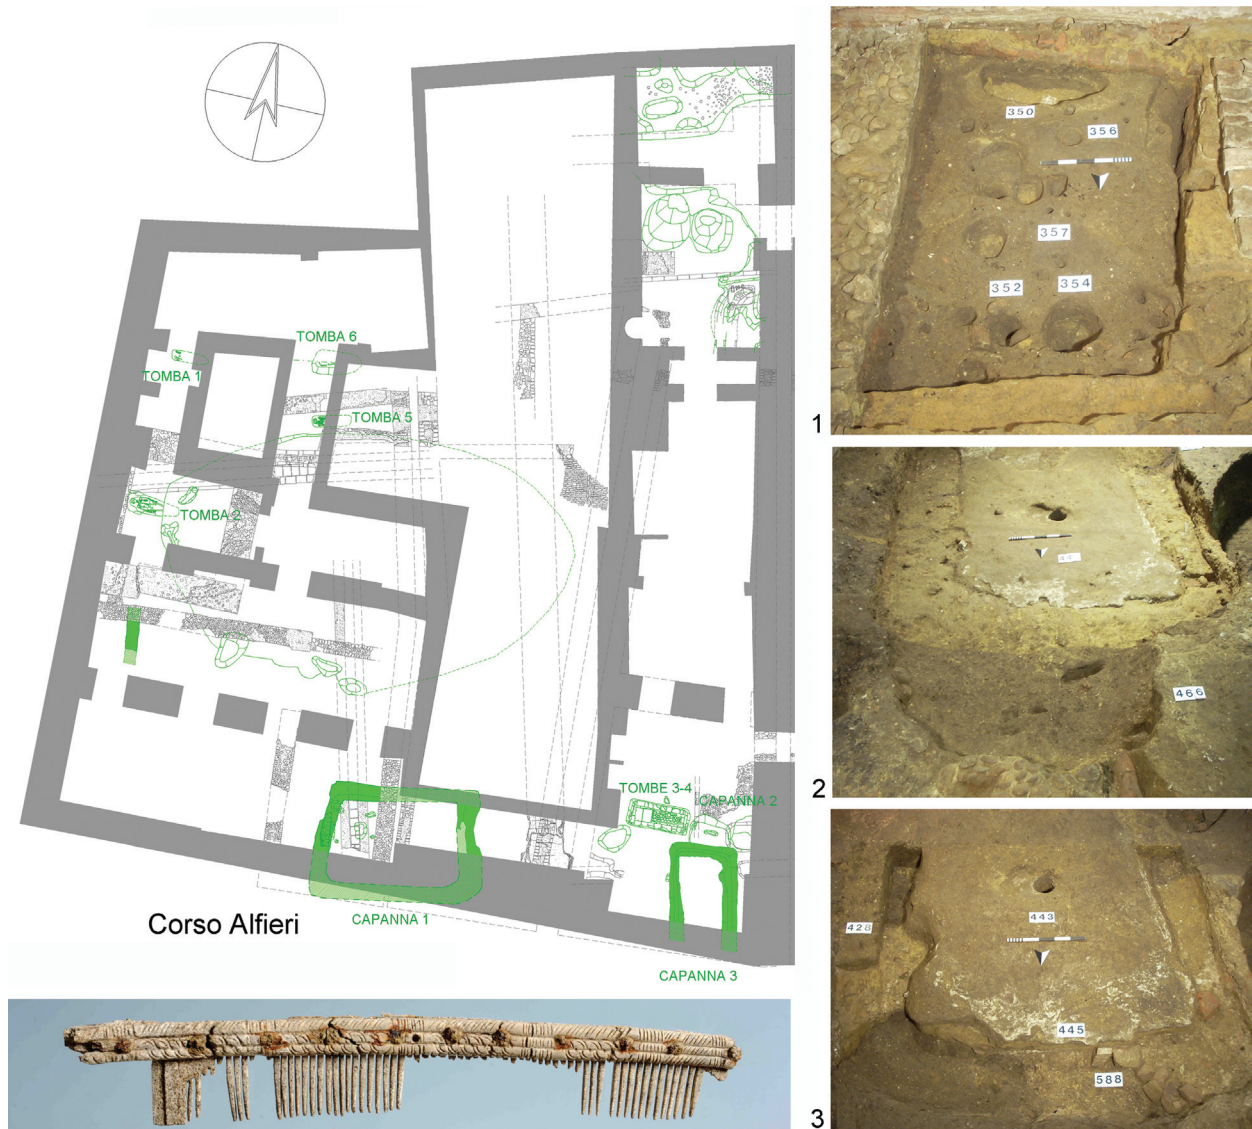 TOMBA 6
TOMBA 1
TOMBA 5
TOMBA 2
TOMBE 3-4
CAPANNA 2
CAPANNA 1
Corso Alfieri
CAPANNA 3
350
356
357
352
354
1
466
2
443
428
445
588
3